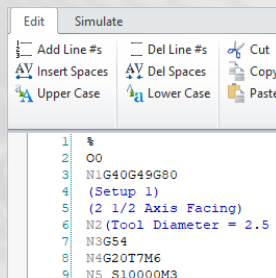 Edit Simulate
Add Line #s Del Line #s Cut
Insert Spaces Del Spaces Copy
Upper Case Lower Case Paste
1 %
2 O0
3 N1G40G49G80
4 (Setup 1)
5 (2 1/2 Axis Facing)
6 N2(Tool Diameter = 2.5
7 N3G54
8 N4G20T7M6
9 N5 S10000M3